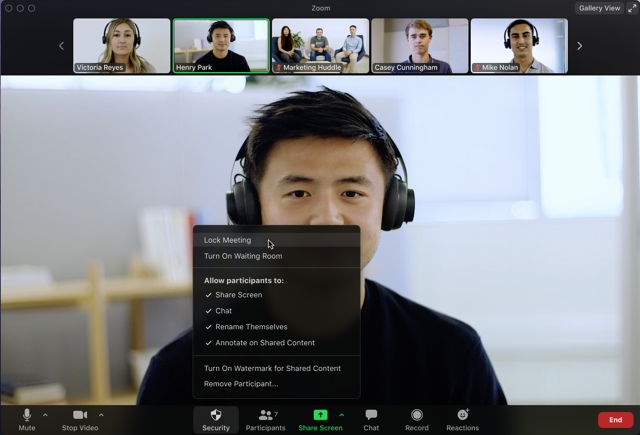 Zoom
Gallery View
Victoria Reyes
Henry Park
Marketing Huddle
Casey Cunningham
Mike Nolan
Lock Meeting
Turn On Waiting Room
Allow participants to:
✓ Share Screen
✓ Chat
✓ Rename Themselves
✓ Annotate on Shared Content
Turn On Watermark for Shared Content
Remove Participant...
Mute
Stop Video
Security
Participants 7
Share Screen
Chat
Record
Reactions
End